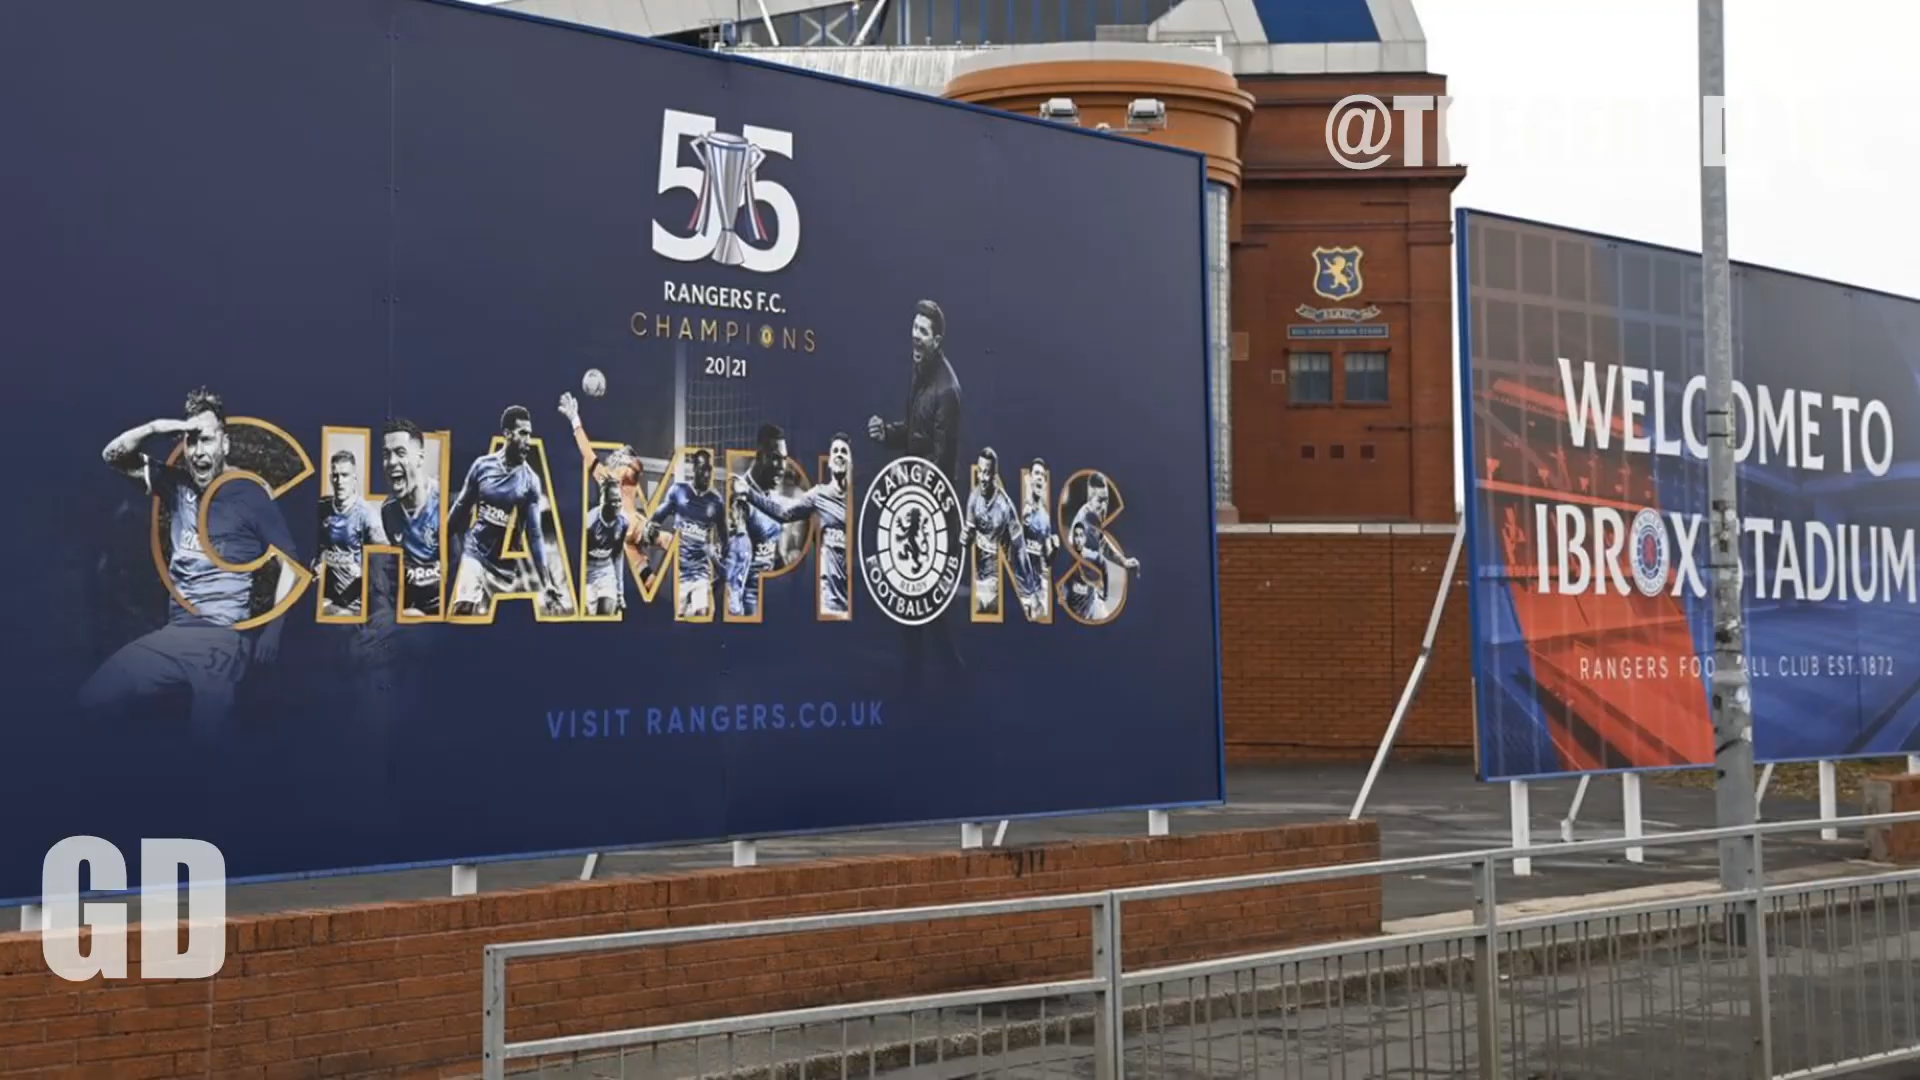 55
RANGERS F.C.
CHAMPIONS
20|21
CHAMPIONS
RANGERS
READY
FOOTBALL CLUB
VISIT RANGERS.CO.UK
READY
WELCOME TO
IBROX STADIUM
RANGERS FOOTBALL CLUB EST.1872
GD